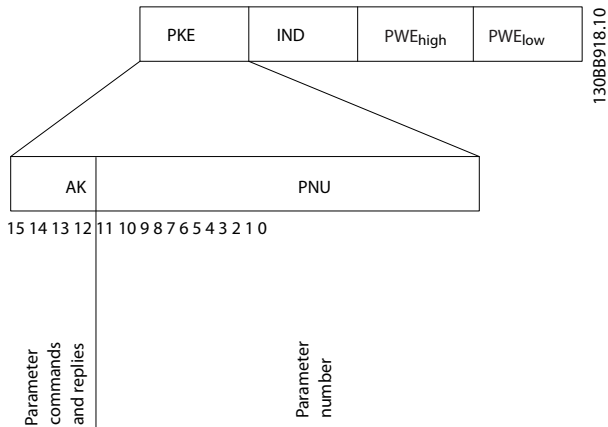 PKE IND PWEhigh PWElow
130BB918.10
AK PNU
15 14 13 12 11 10 9 8 7 6 5 4 3 2 1 0
Parameter
commands
and replies
Parameter
number